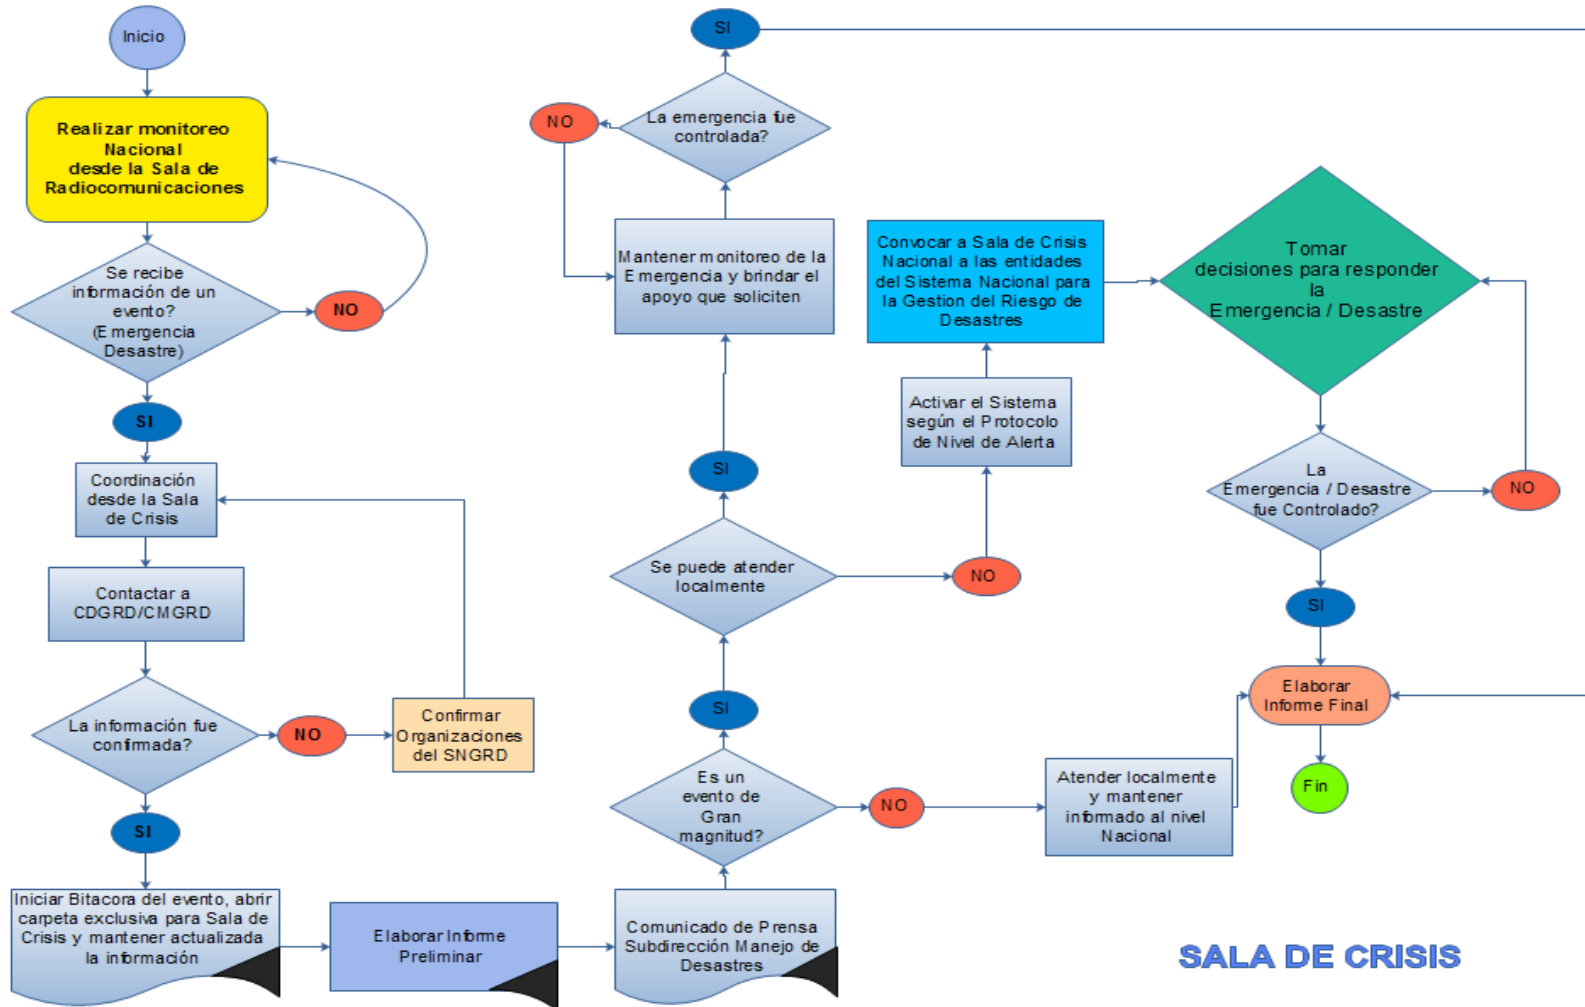 Inicio
Realizar monitoreo
Nacional
desde la Sala de
Radiocomunicaciones
Se recibe
información de un
evento?
(Emergencia
Desastre)
NO
SI
Coordinación
desde la Sala
de Crisis
Contactar a
CDGRD/CMGRD
La información fue
confirmada?
NO
Confirmar
Organizaciones
del SNGRD
SI
Iniciar Bitacora del evento, abrir
carpeta exclusiva para Sala de
Crisis y mantener actualizada
la información
Elaborar Informe
Preliminar
Comunicado de Prensa
Subdirección Manejo de
Desastres
Es un
evento de
Gran
magnitud?
NO
Atender localmente
y mantener
informado al nivel
Nacional
SI
Se puede atender
localmente
NO
Activar el Sistema
según el Protocolo
de Nivel de Alerta
Convocar a Sala de Crisis
Nacional a las entidades
del Sistema Nacional para
la Gestion del Riesgo de
Desastres
SI
Mantener monitoreo de la
Emergencia y brindar el
apoyo que soliciten
La emergencia fue
controlada?
NO
SI
Tomar
decisiones para responder
la
Emergencia / Desastre
La
Emergencia / Desastre
fue Controlado?
NO
SI
Elaborar
Informe Final
Fin
SALA DE CRISIS